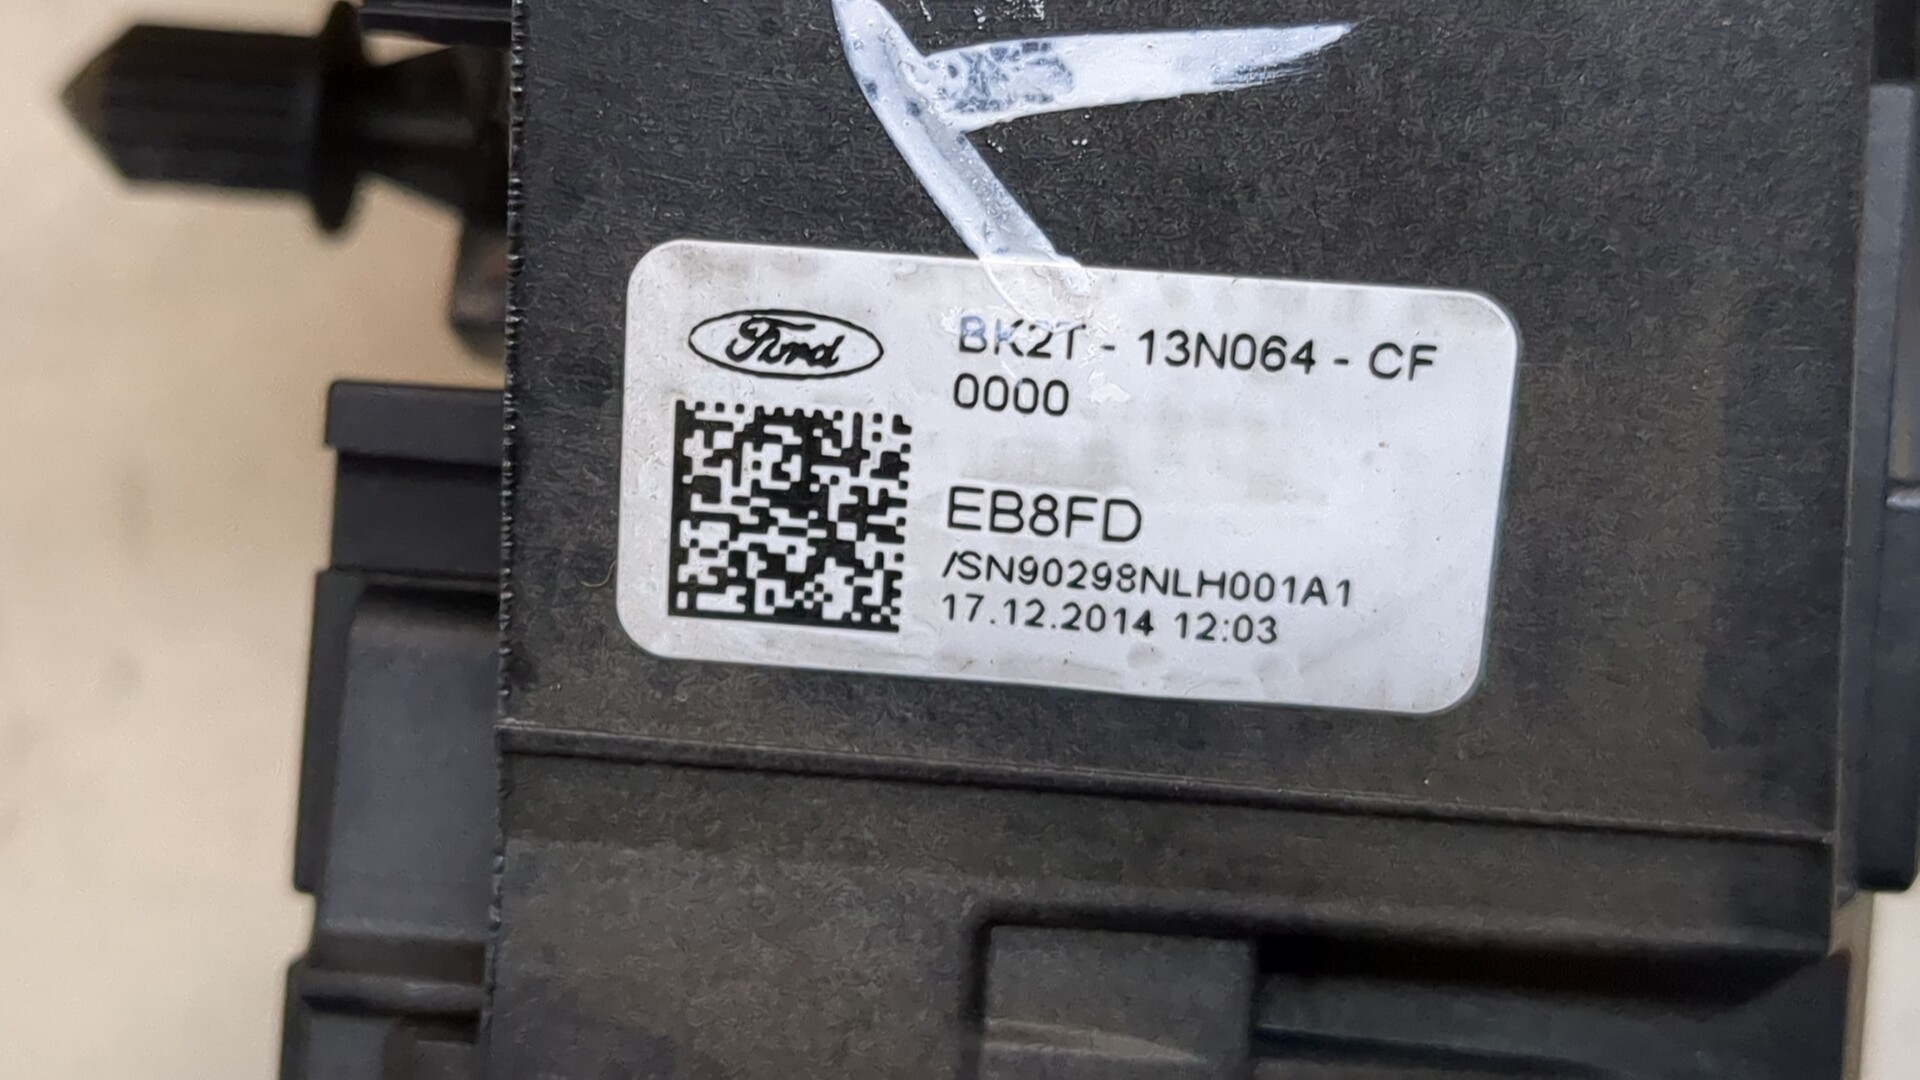 Ford
BK2T - 13N064 - CF
0000
EB8FD
/SN90298NLH001A1
17.12.2014 12:03